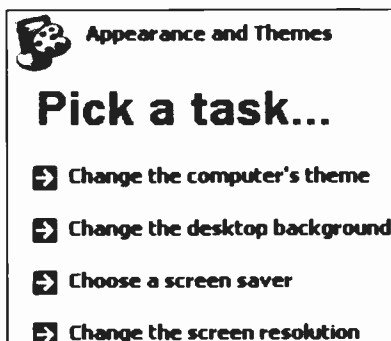 Appearance and Themes
Pick a task...
Change the computer's theme
Change the desktop background
Choose a screen saver
Change the screen resolution